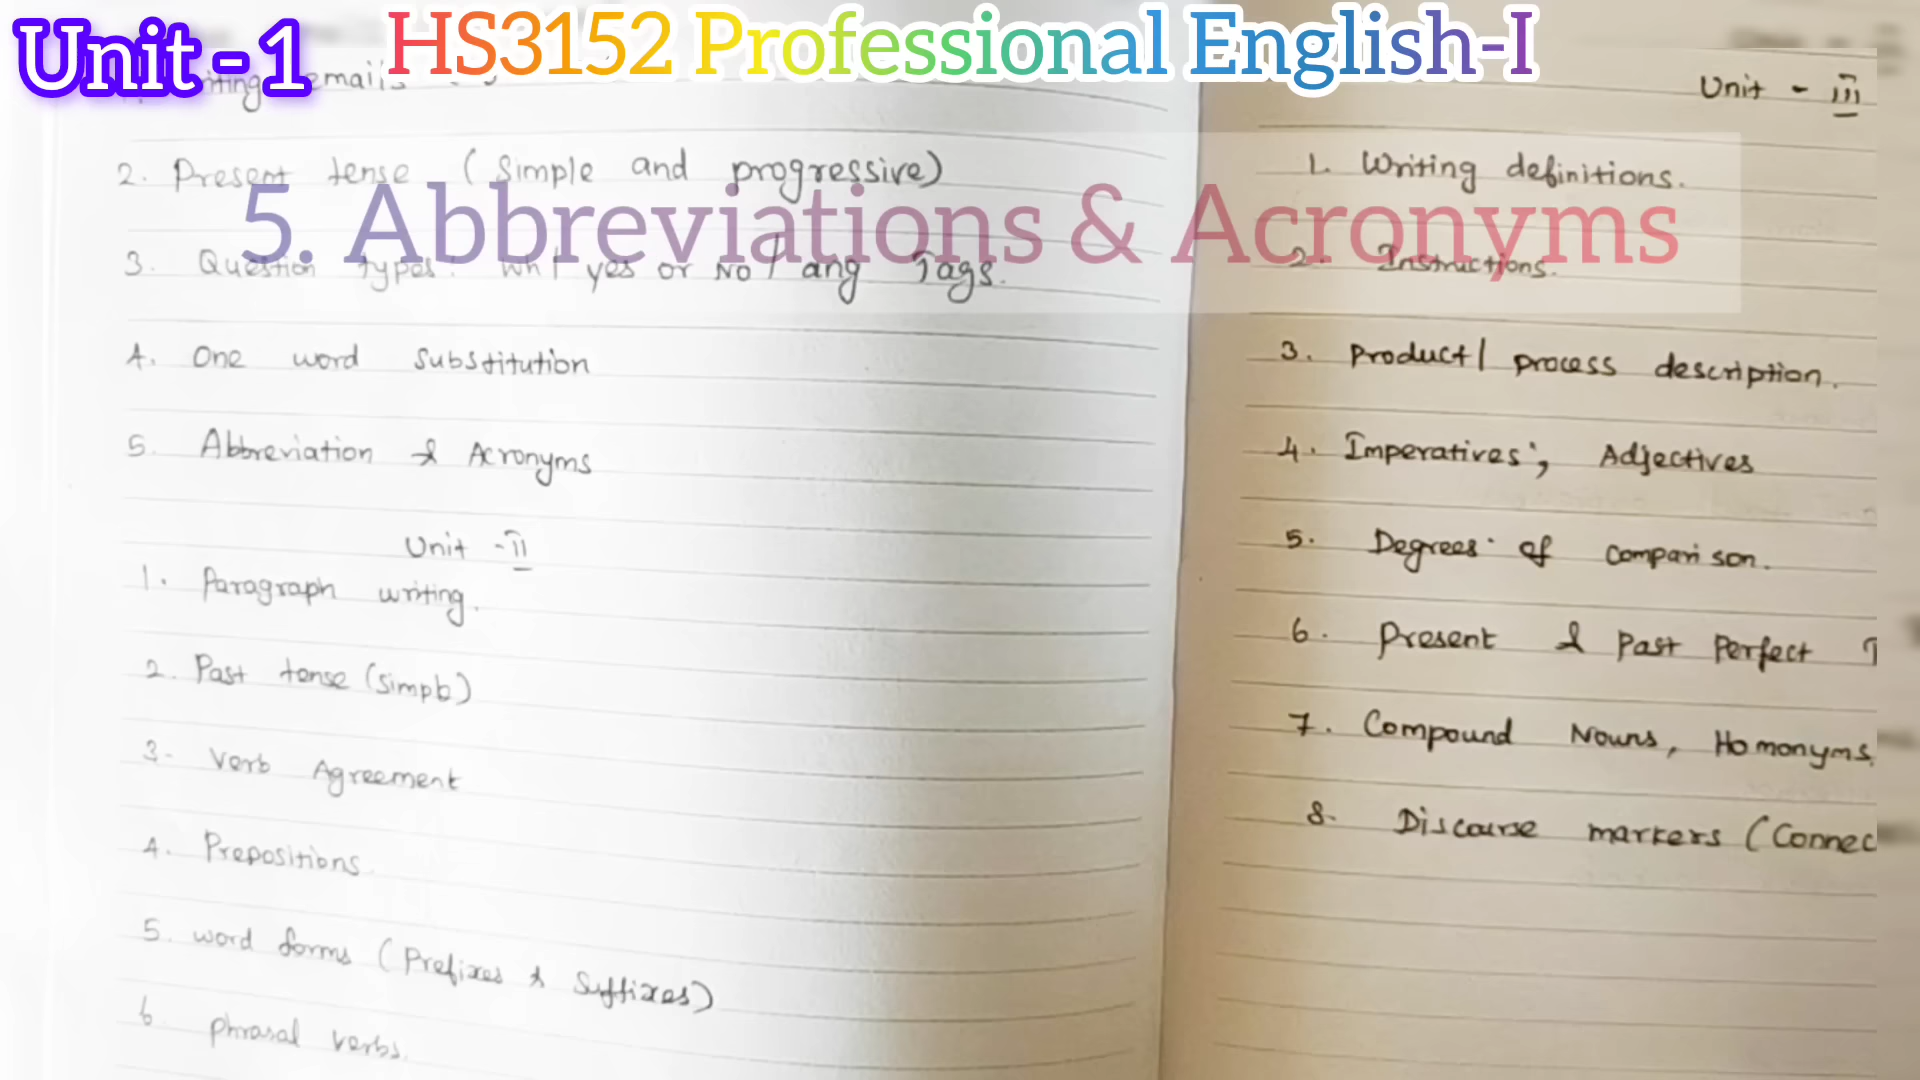 Unit - 1
HS3152 Professional English-I
5. Abbreviations & Acronyms
emails
2. Present tense (Simple and progressive)
3. Question types: Wh / yes or No / ang Tags.
4. One word substitution
5. Abbreviation & Acronyms
Unit - II
1. Paragraph writing.
2. Past tense (simple)
3. Verb Agreement
4. Prepositions.
5. word forms (Prefixes & Suffixes)
6. phrasal verbs.
Unit - III
1. Writing definitions.
2. Instructions.
3. product / process description.
4. Imperatives, Adjectives
5. Degrees of comparison.
6. Present & Past Perfect
7. Compound Nouns, Homonyms.
8. Discourse markers (Connec